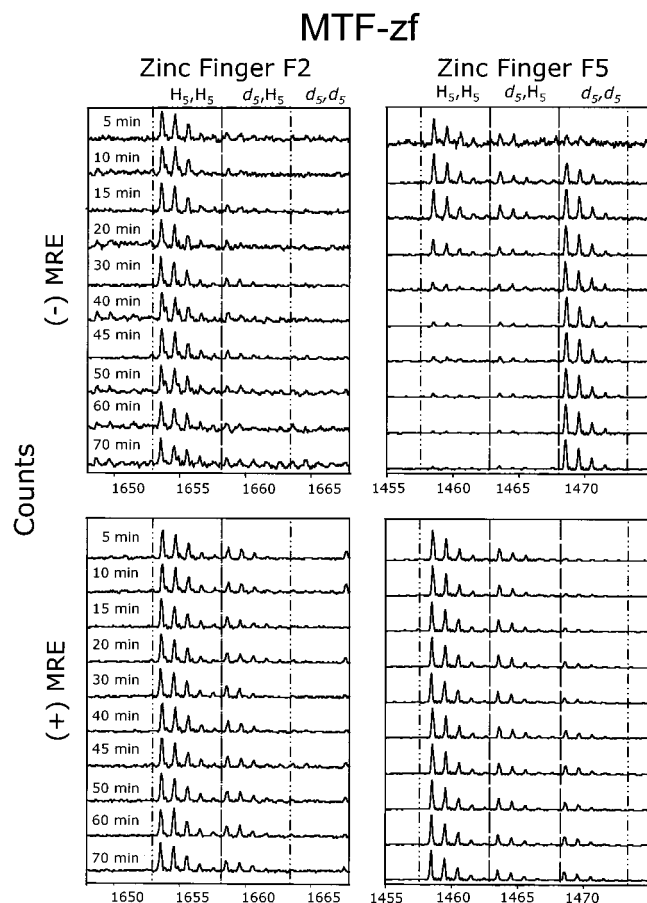 MTF-zf
Zinc Finger F2 Zinc Finger F5
H5,H5 d5,H5 d5,d5 H5,H5 d5,H5 d5,d5
Counts
(-) MRE
5 min
10 min
15 min
20 min
30 min
40 min
45 min
50 min
60 min
70 min
1650 1655 1660 1665 1455 1460 1465 1470
(+) MRE
5 min
10 min
15 min
20 min
30 min
40 min
45 min
50 min
60 min
70 min
1650 1655 1660 1665 1455 1460 1465 1470